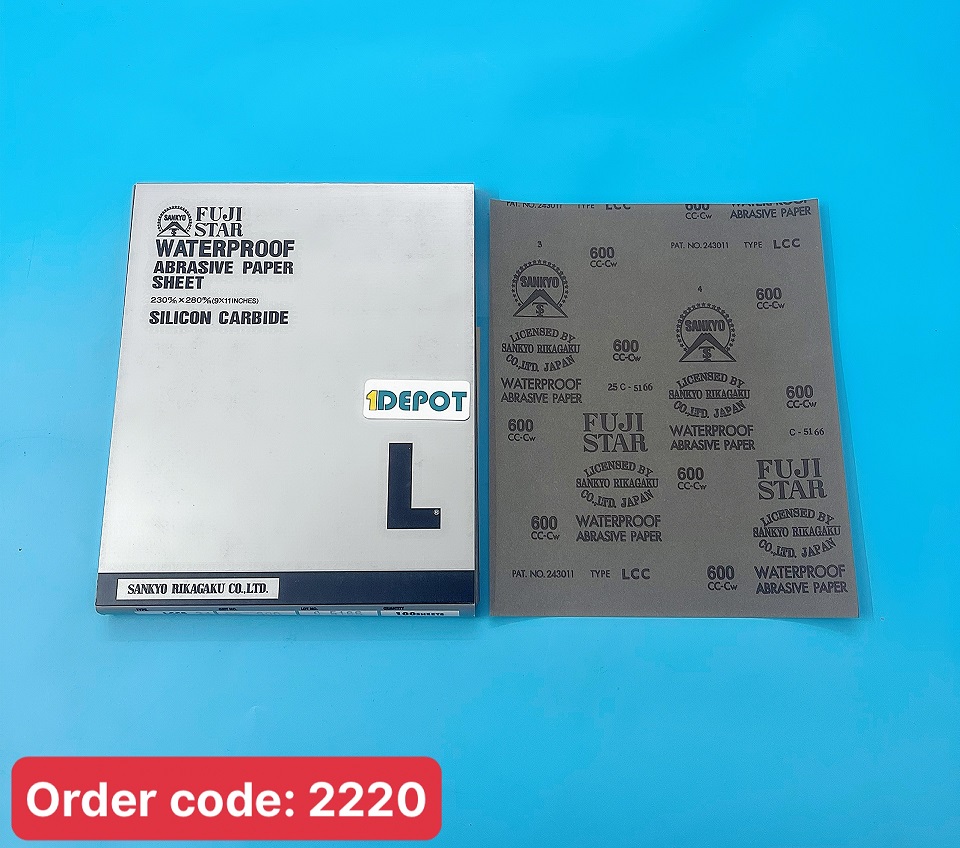 SANKYO
FUJI
STAR
WATERPROOF
ABRASIVE PAPER
SHEET
230㎜ × 280㎜ (9X11INCHES)
SILICON CARBIDE
1DEPOT
L
SANKYO RIKAGAKU CO.,LTD.
TYPE
LOT NO.
QUANTITY
100SHEETS
PAT. NO. 243011 TYPE LCC
600
WATERPROOF
ABRASIVE PAPER
3
600
CC-Cw
PAT. NO. 243011 TYPE LCC
SANKYO
4
600
CC-Cw
SANKYO
LICENSED BY
SANKYO RIKAGAKU
CO.,LTD. JAPAN
600
CC-Cw
WATERPROOF
ABRASIVE PAPER
25 C - 5166
LICENSED BY
SANKYO RIKAGAKU
CO.,LTD. JAPAN
600
CC-Cw
600
CC-Cw
FUJI
STAR
WATERPROOF
ABRASIVE PAPER
C - 5166
LICENSED BY
SANKYO RIKAGAKU
CO.,LTD. JAPAN
600
CC-Cw
FUJI
STAR
600
CC-Cw
WATERPROOF
ABRASIVE PAPER
LICENSED BY
SANKYO RIKAGAKU
CO.,LTD. JAPAN
PAT. NO. 243011 TYPE LCC
600
CC-Cw
WATERPROOF
ABRASIVE PAPER
Order code: 2220